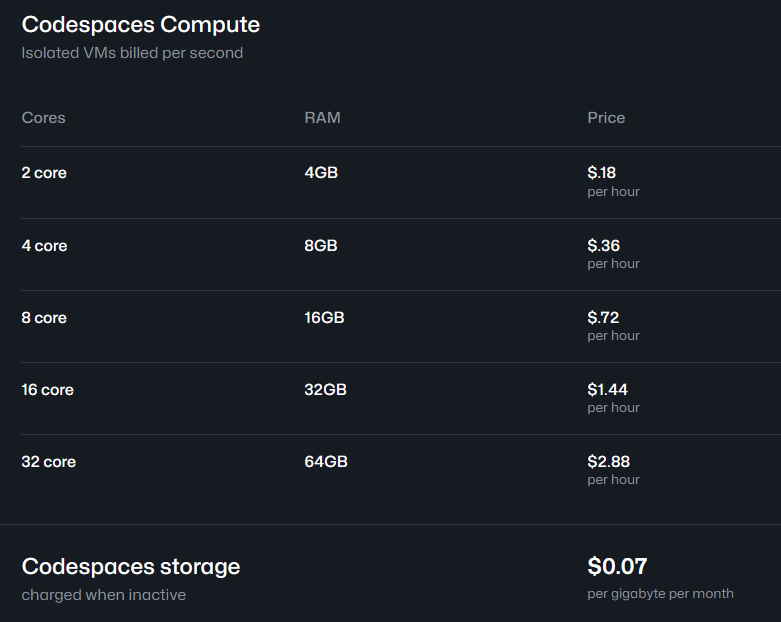 Codespaces Compute
Isolated VMs billed per second
Cores RAM Price
2 core 4GB $.18
per hour
4 core 8GB $.36
per hour
8 core 16GB $.72
per hour
16 core 32GB $1.44
per hour
32 core 64GB $2.88
per hour
Codespaces storage $0.07
charged when inactive per gigabyte per month